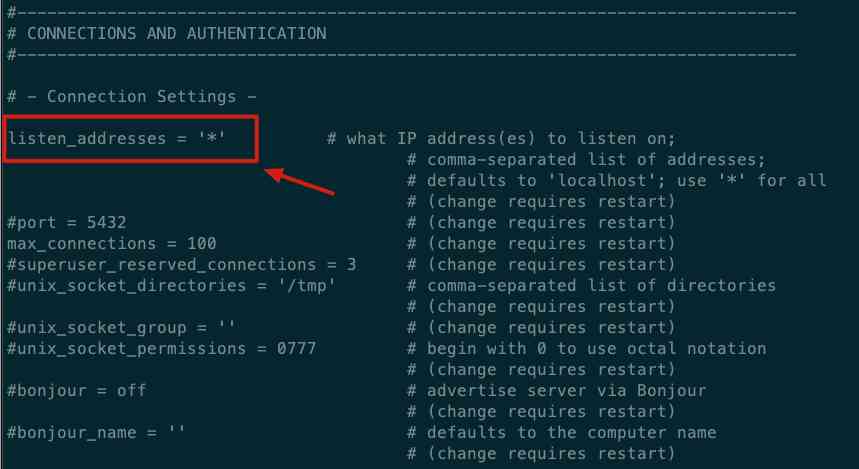 #------------------------------------------------------------------------------
# CONNECTIONS AND AUTHENTICATION
#------------------------------------------------------------------------------
# - Connection Settings -
listen_addresses = '*' # what IP address(es) to listen on;
# comma-separated list of addresses;
# defaults to 'localhost'; use '*' for all
# (change requires restart)
#port = 5432 # (change requires restart)
max_connections = 100 # (change requires restart)
#superuser_reserved_connections = 3 # (change requires restart)
#unix_socket_directories = '/tmp' # comma-separated list of directories
# (change requires restart)
#unix_socket_group = '' # (change requires restart)
#unix_socket_permissions = 0777 # begin with 0 to use octal notation
# (change requires restart)
#bonjour = off # advertise server via Bonjour
# (change requires restart)
#bonjour_name = '' # defaults to the computer name
# (change requires restart)